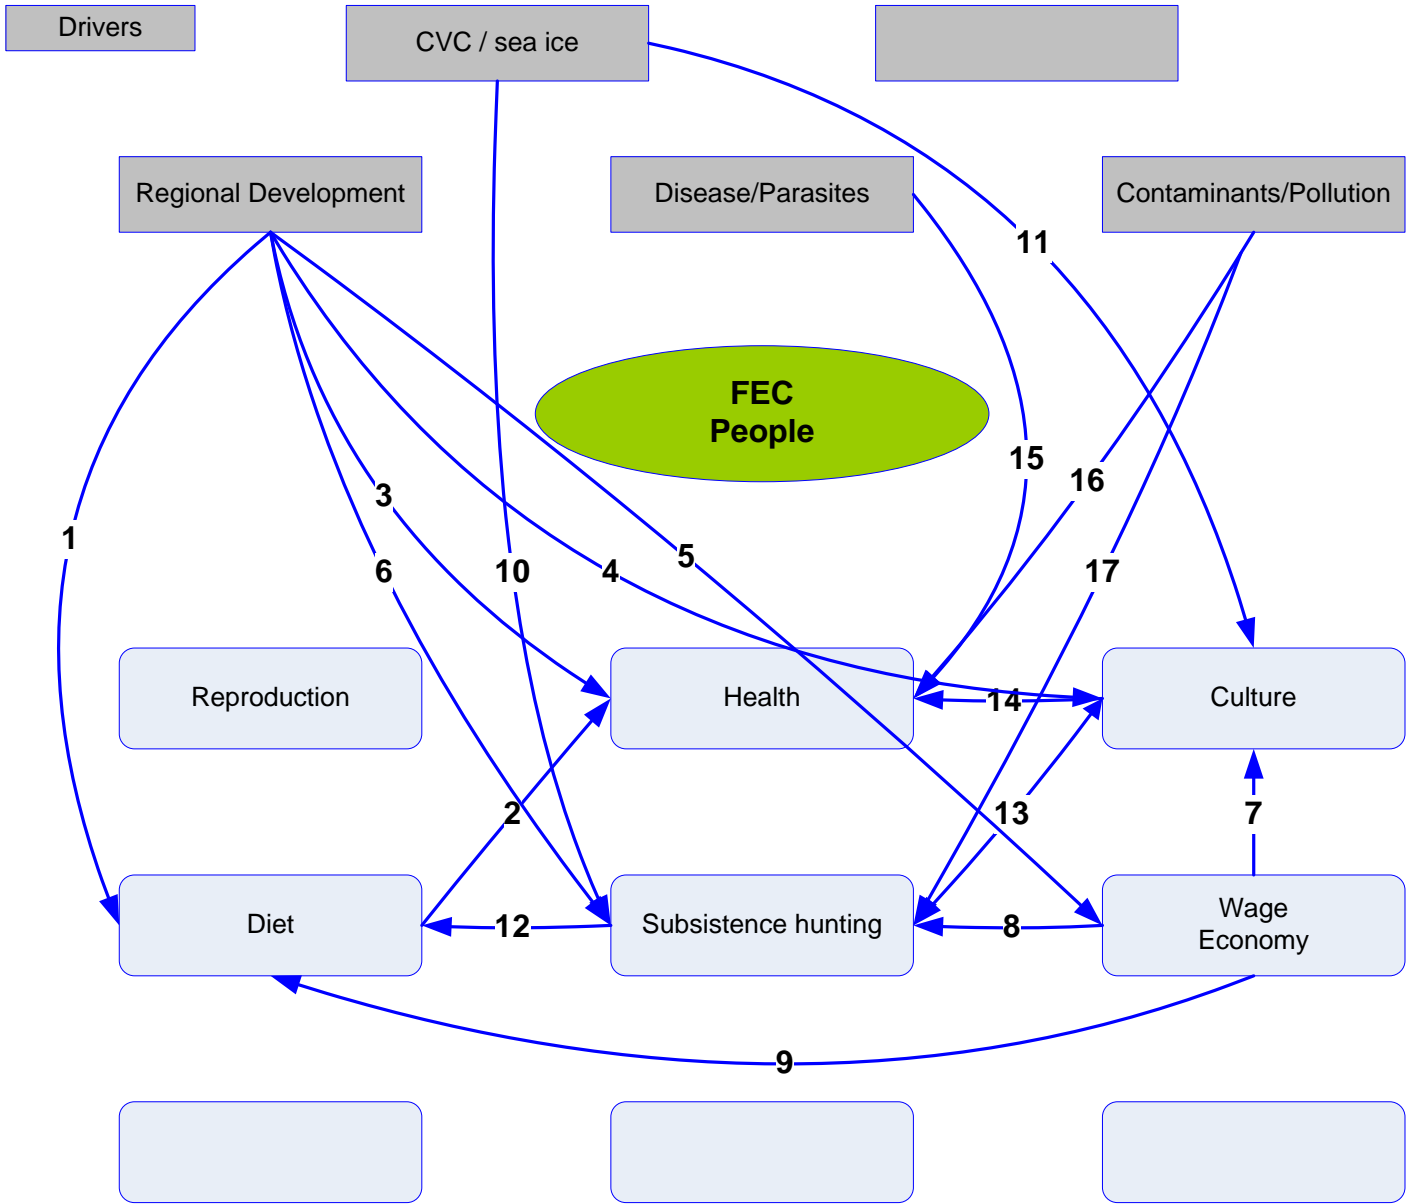 Drivers
CVC / sea ice
Regional Development
Disease/Parasites
Contaminants/Pollution
11
FEC
People
15
16
3
1
5
6
10
4
17
Reproduction
Health
14
Culture
2
13
7
Diet
12
Subsistence hunting
8
Wage
Economy
9